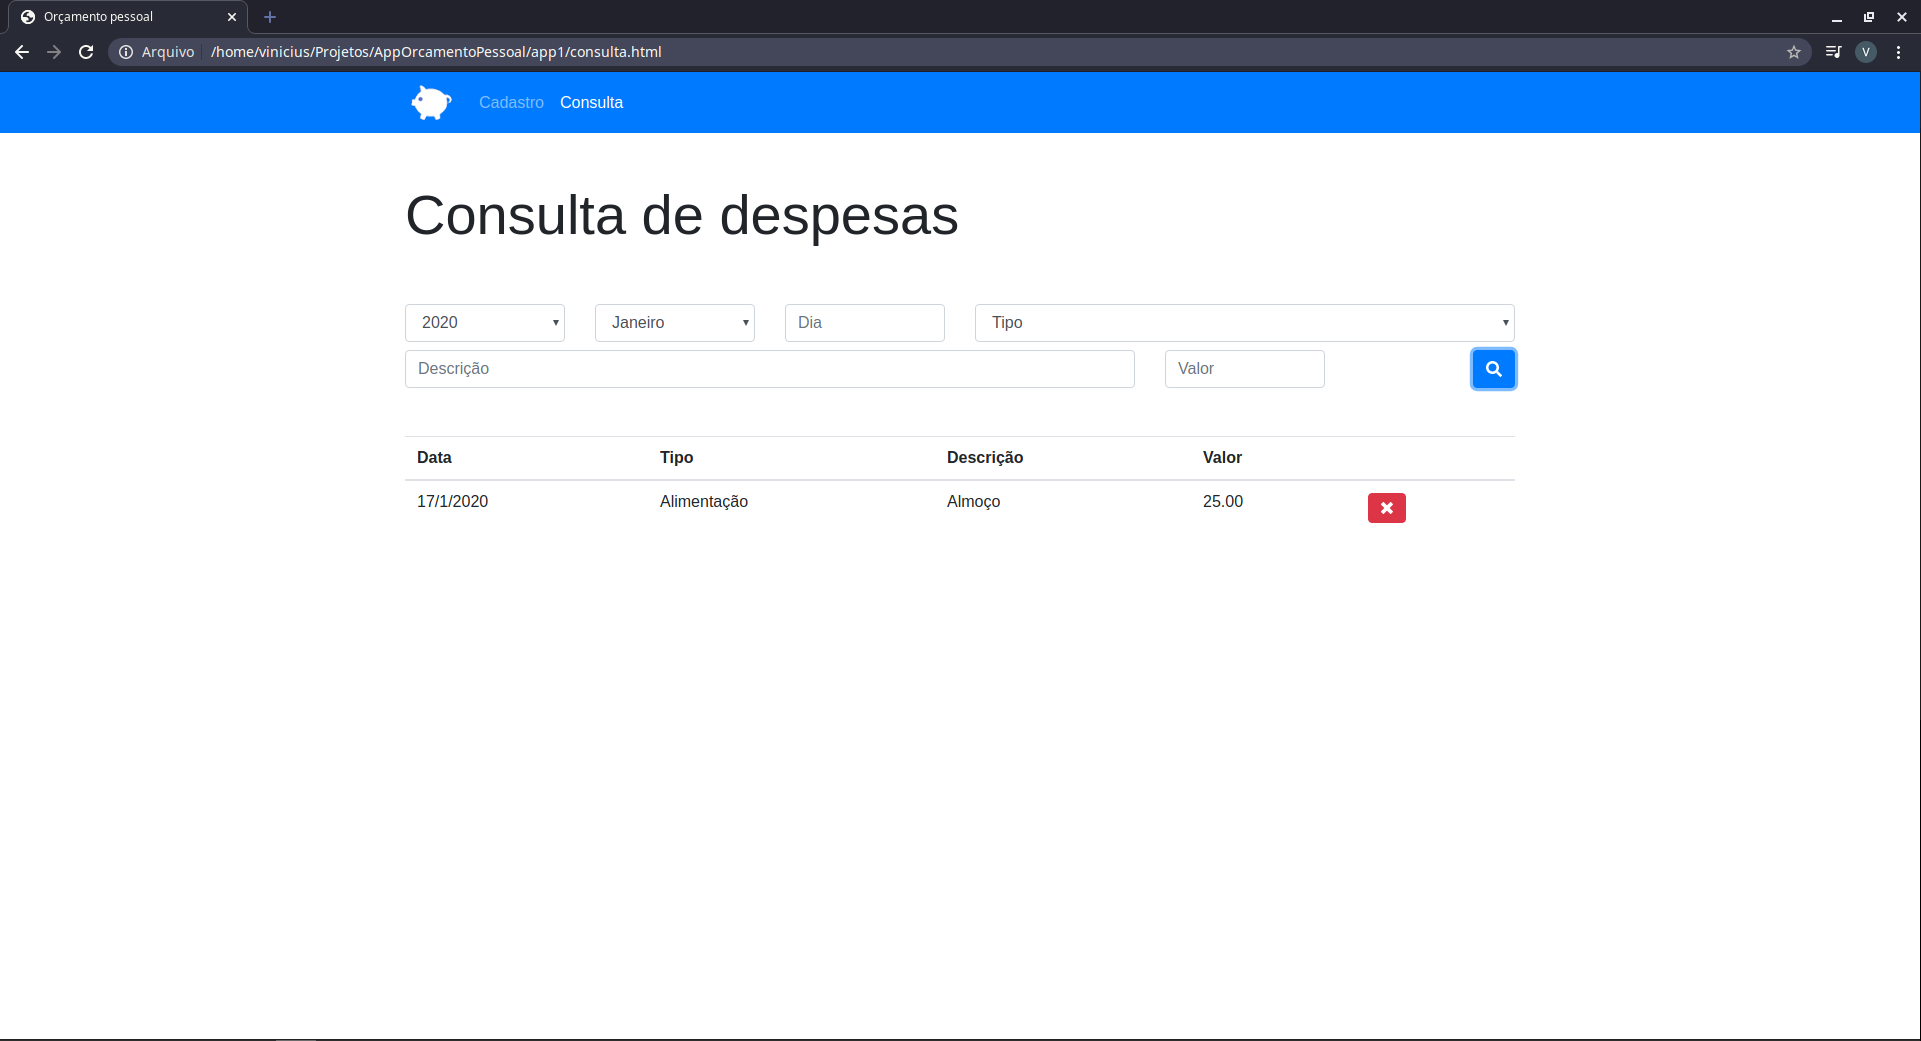 Orçamento pessoal
Arquivo /home/vinicius/Projetos/AppOrcamentoPessoal/app1/consulta.html V
Cadastro Consulta
Consulta de despesas
2020 Janeiro Dia Tipo
Descrição Valor
Data Tipo Descrição Valor
17/1/2020 Alimentação Almoço 25.00